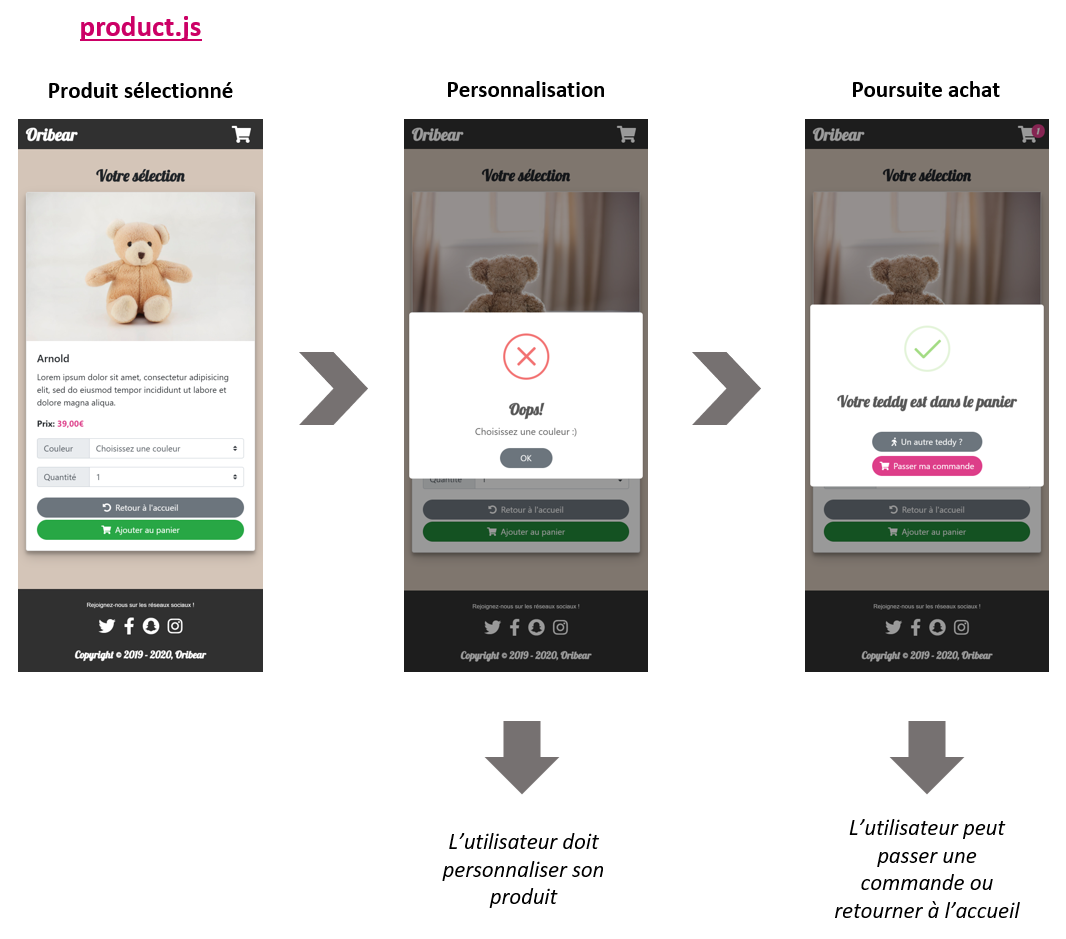 product.js
Produit sélectionné
Personnalisation
Poursuite achat
Oribear
Votre sélection
Arnold
Lorem ipsum dolor sit amet, consectetur adipisicing
elit, sed do eiusmod tempor incididunt ut labore et
dolore magna aliqua.
Prix: 39,00€
Couleur
Choisissez une couleur
Quantité
1
Retour à l'accueil
Ajouter au panier
Rejoignez-nous sur les réseaux sociaux !
Copyright © 2019 - 2020, Oribear
Oribear
Votre sélection
Oops!
Choisissez une couleur :)
OK
Quantité
1
Retour à l'accueil
Ajouter au panier
Rejoignez-nous sur les réseaux sociaux !
Copyright © 2019 - 2020, Oribear
Oribear
1
Votre sélection
Votre teddy est dans le panier
Un autre teddy ?
Passer ma commande
Retour à l'accueil
Ajouter au panier
Rejoignez-nous sur les réseaux sociaux !
Copyright © 2019 - 2020, Oribear
L’utilisateur doit
personnaliser son
produit
L’utilisateur peut
passer une
commande ou
retourner à l’accueil